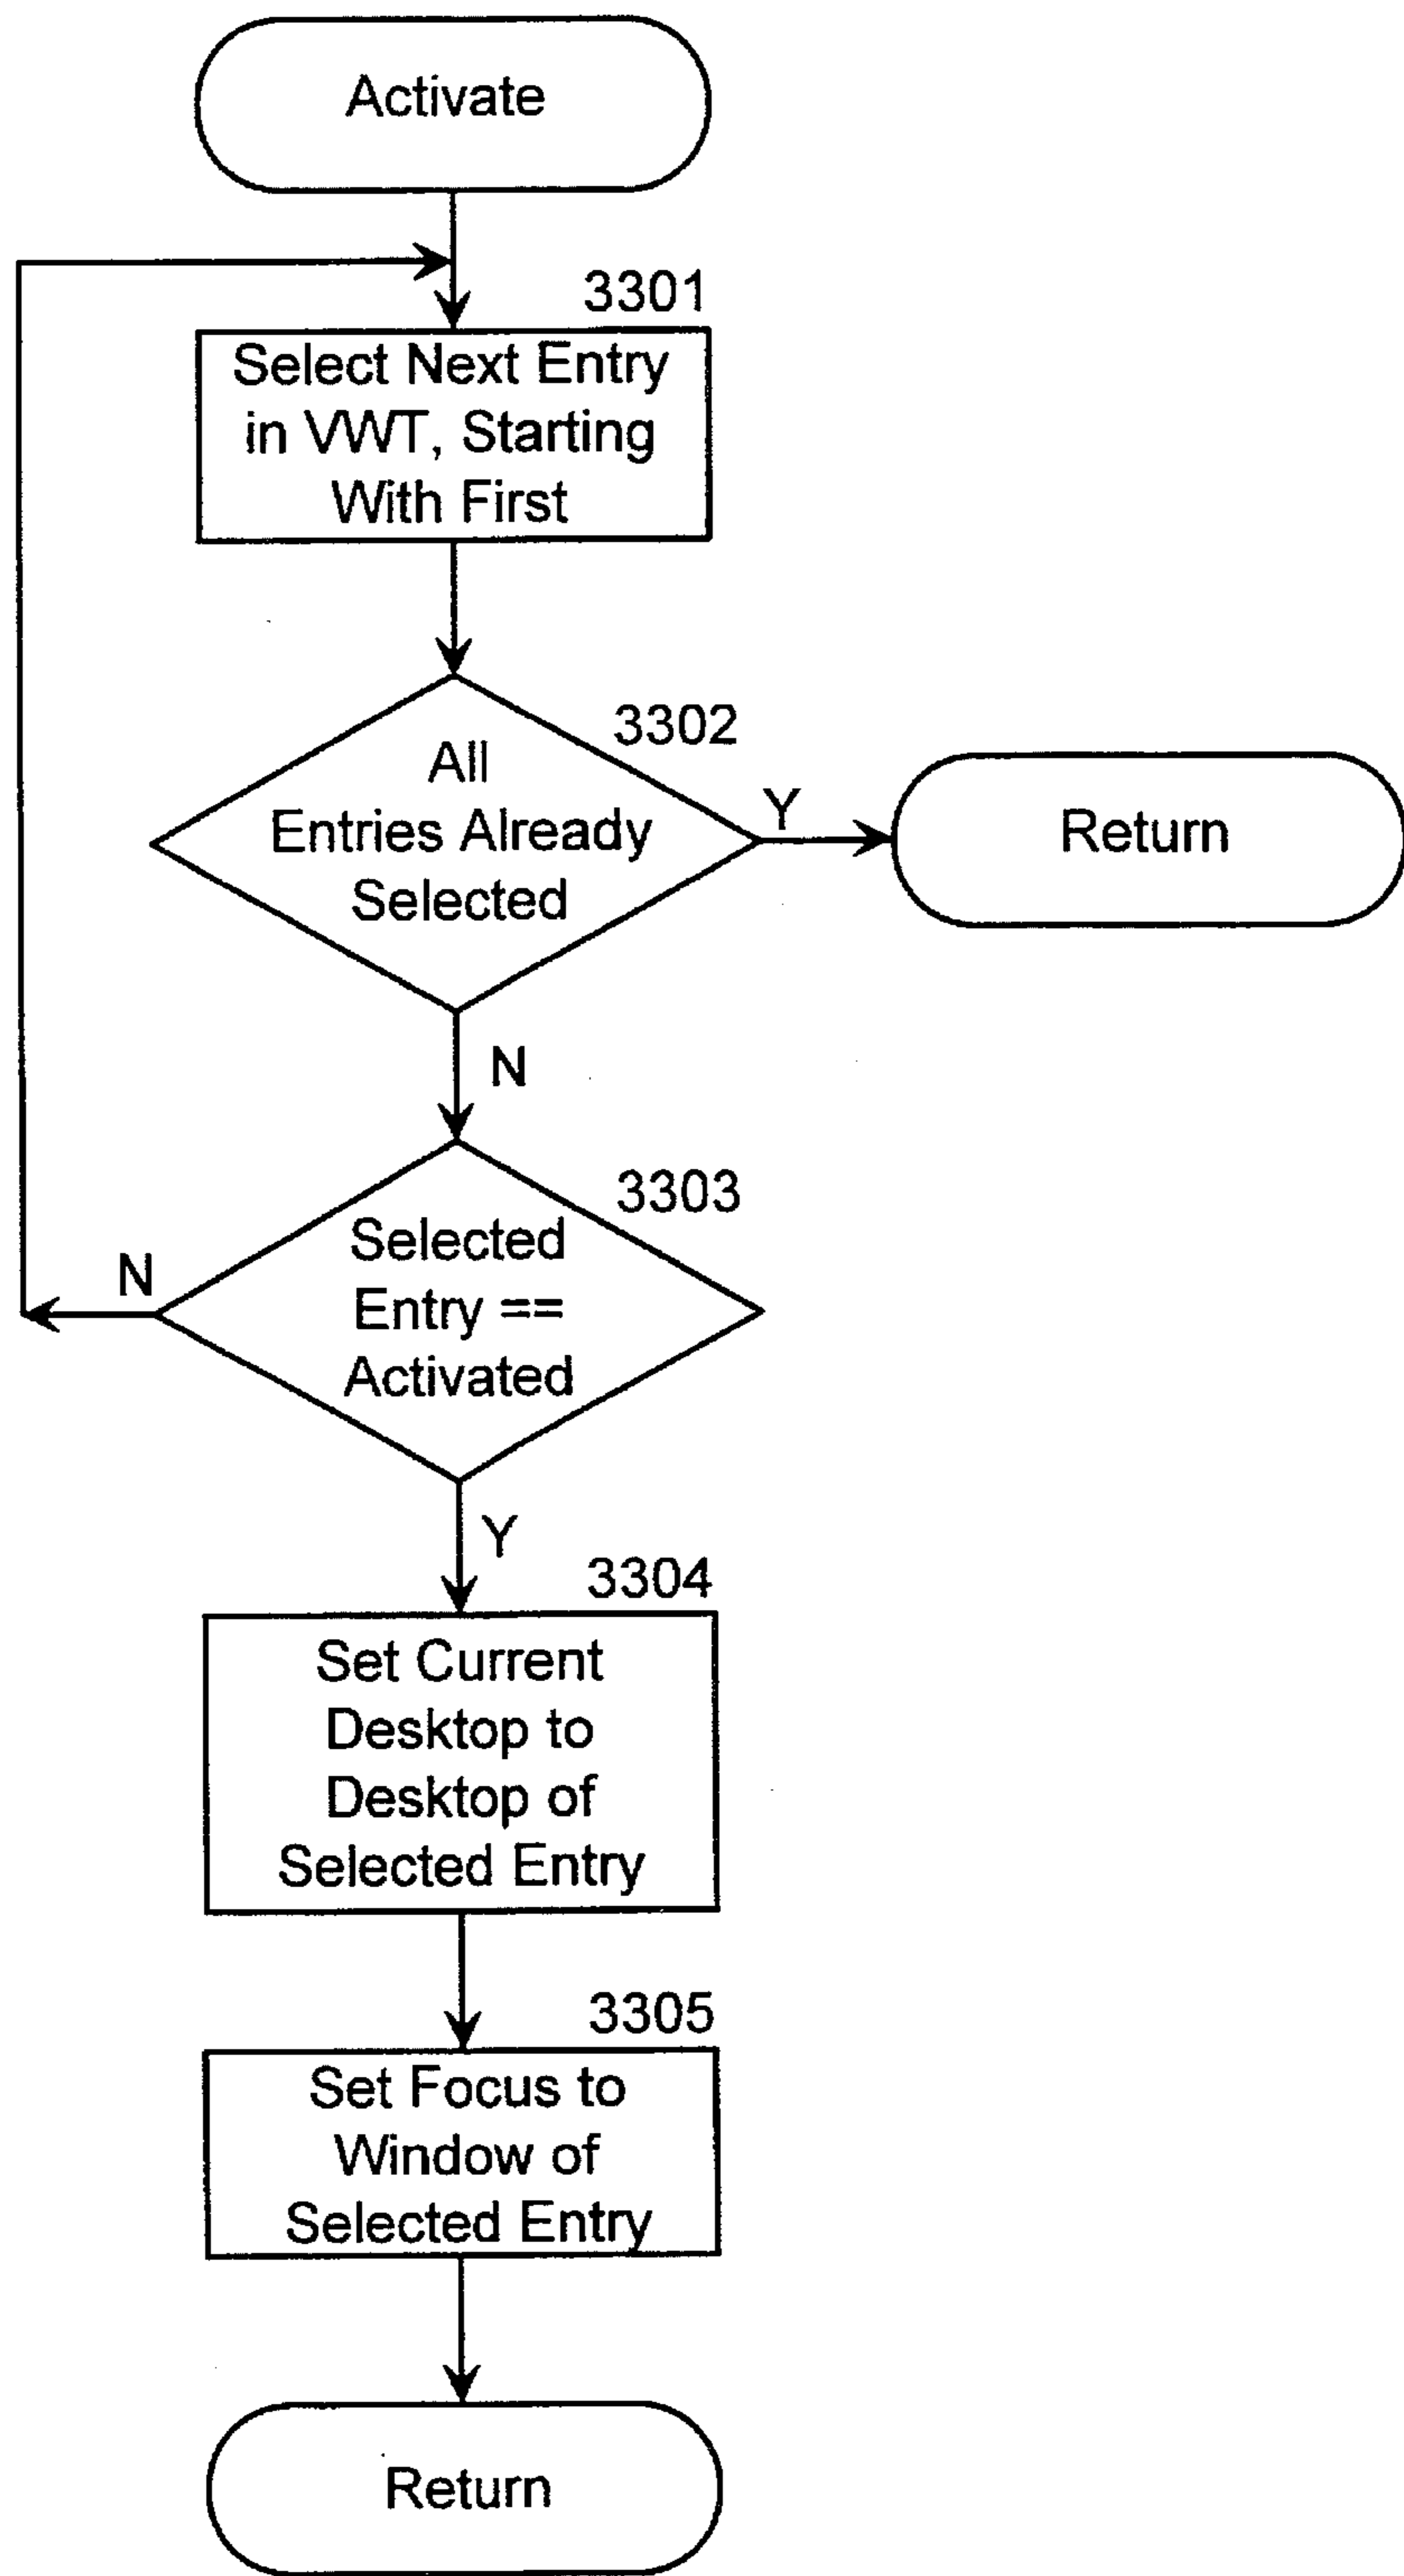 Activate
3301
Select Next Entry
in VWT, Starting
With First
3302
All
Entries Already
Selected
Y
Return
N
3303
Selected
Entry ==
Activated
N
Y
3304
Set Current
Desktop to
Desktop of
Selected Entry
3305
Set Focus to
Window of
Selected Entry
Return